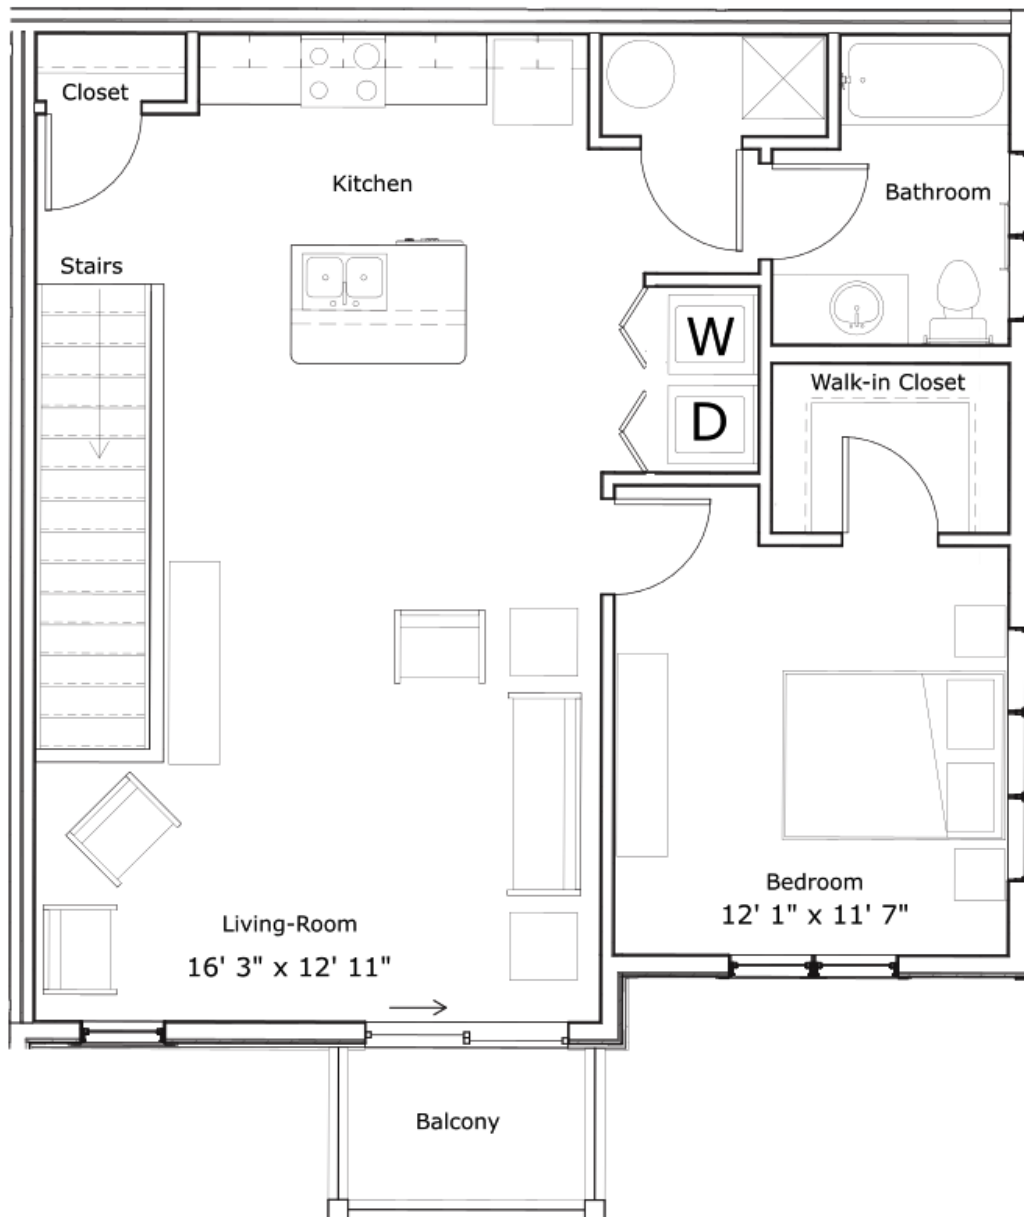 Closet
Kitchen
Bathroom
Stairs
W
Walk-in Closet
D
Bedroom
12' 1" x 11' 7"
Living-Room
16' 3" x 12' 11"
Balcony